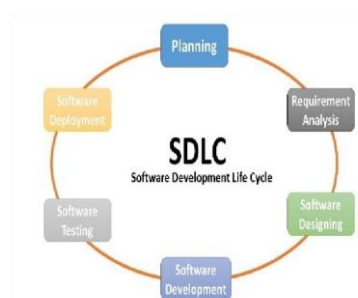 Planning
Requirement
Analysis
Software
Designing
Software
Development
Software
Testing
Software
Deployment
SDLC
Software Development Life Cycle